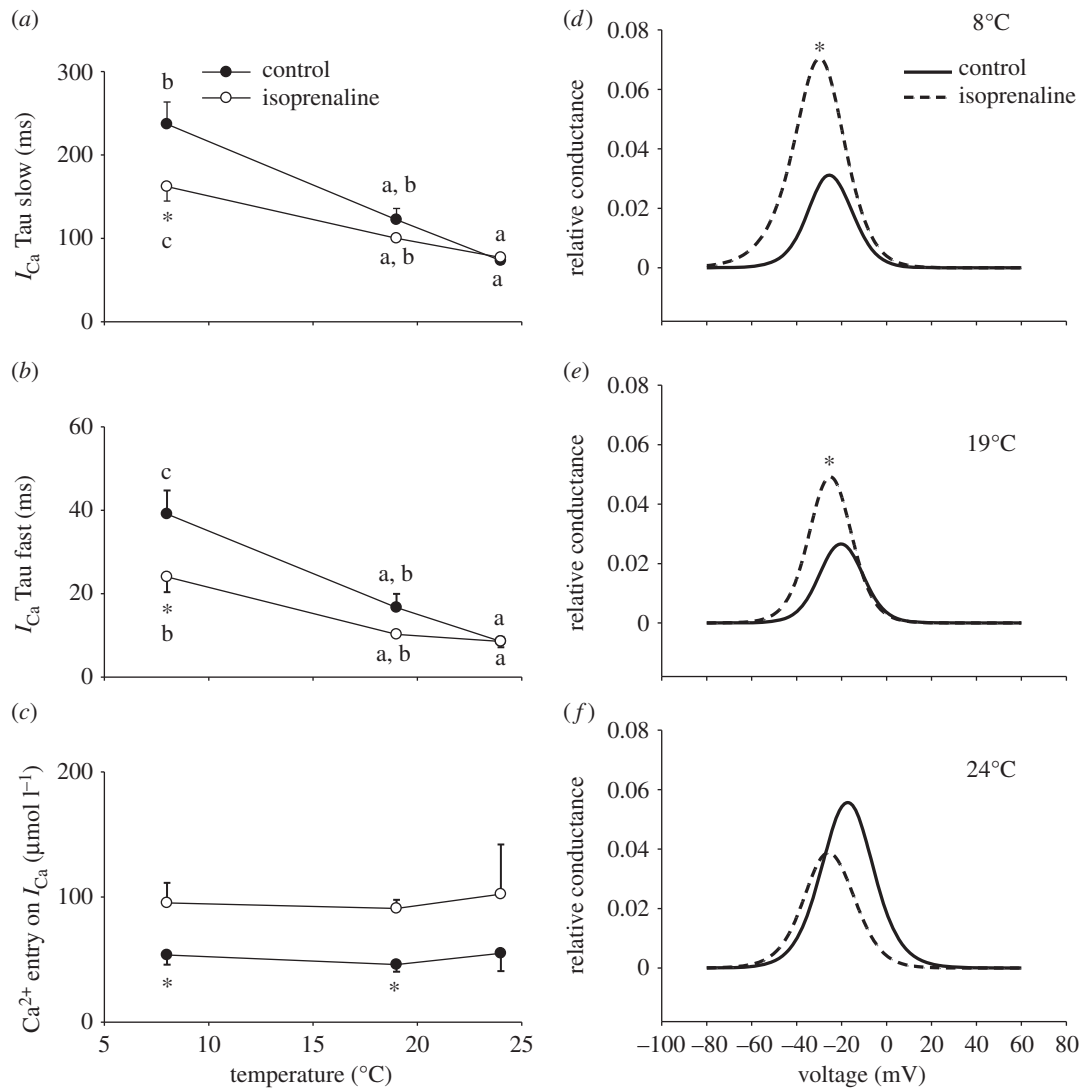 (a)
300
200
100
0
I_Ca Tau slow (ms)
control
isoprenaline
b
*
c
a, b
a, b
a
a
(b)
60
40
20
0
I_Ca Tau fast (ms)
c
*
b
a, b
a, b
a
a
(c)
200
100
0
Ca²⁺ entry on I_Ca (µmol l⁻¹)
*
*
5 10 15 20 25
temperature (°C)
(d)
8°C
0.08
0.06
0.04
0.02
0
relative conductance
*
control
isoprenaline
(e)
19°C
0.08
0.06
0.04
0.02
0
relative conductance
*
(f)
24°C
0.08
0.06
0.04
0.02
0
relative conductance
−100 −80 −60 −40 −20 0 20 40 60 80
voltage (mV)